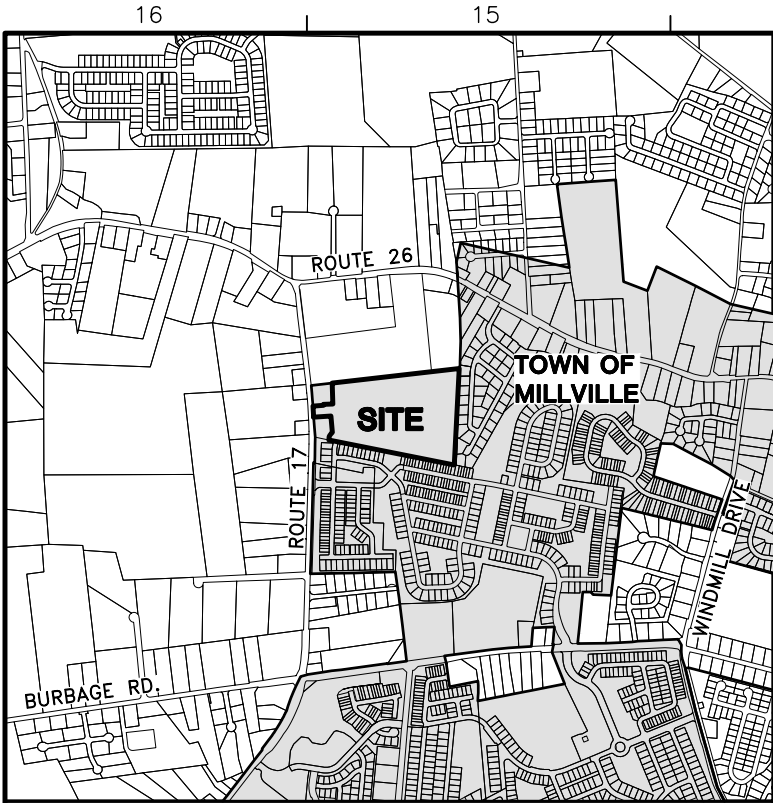 16
15
ROUTE 26
TOWN OF
MILLVILLE
SITE
ROUTE 17
WINDMILL DRIVE
BURBAGE RD.